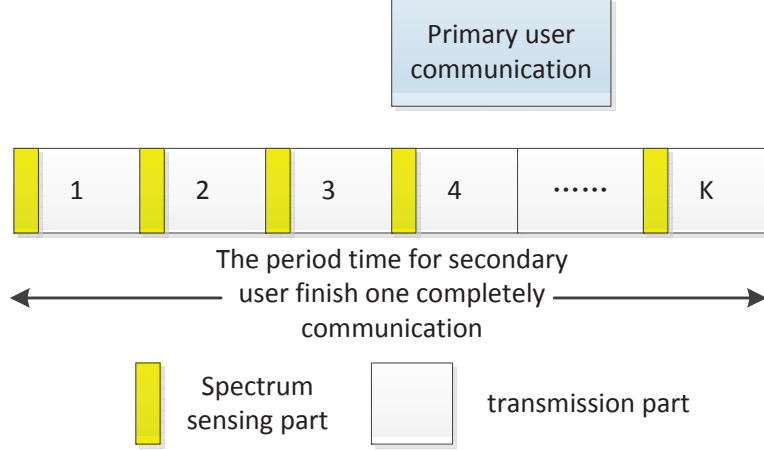 Primary user
communication
1 2 3 4 ...... K
The period time for secondary
user finish one completely
communication
Spectrum
sensing part
transmission part